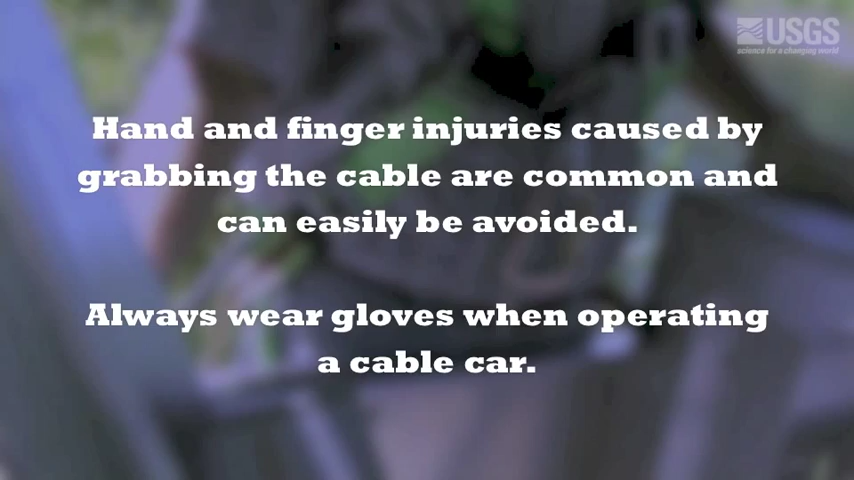 USGS
science for a changing world
Hand and finger injuries caused by
grabbing the cable are common and
can easily be avoided.
Always wear gloves when operating
a cable car.